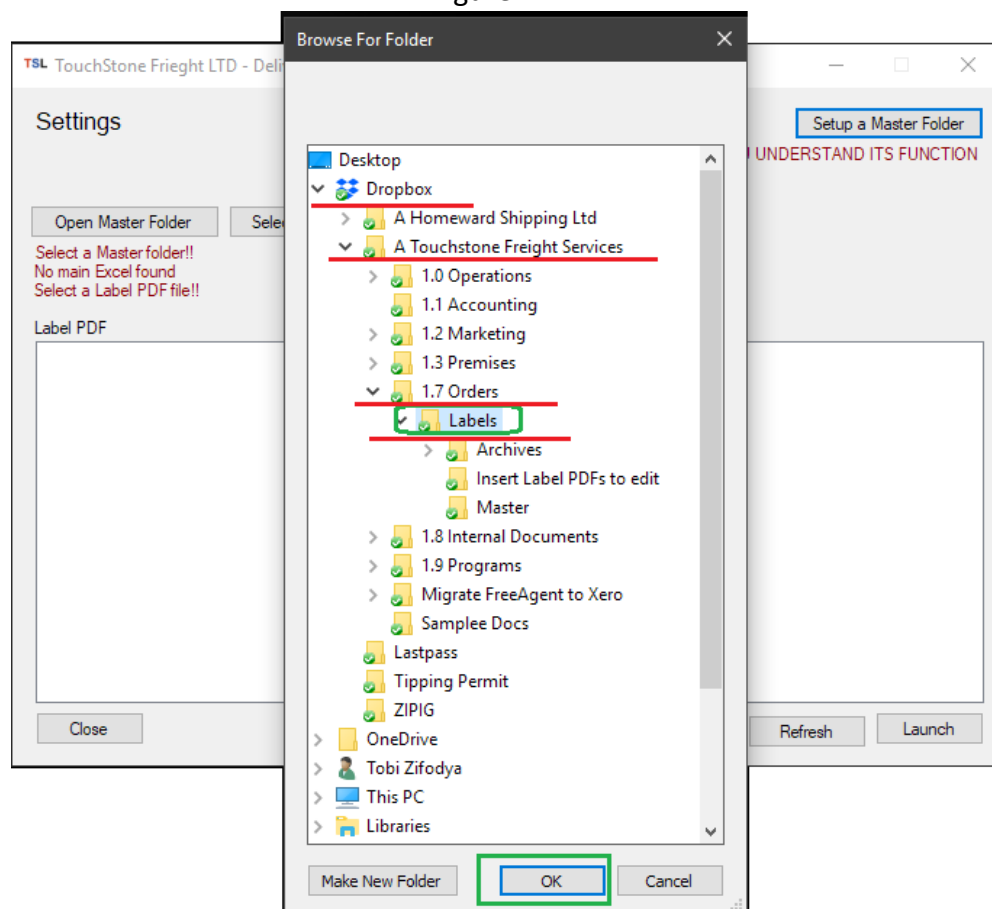 Browse For Folder
TSL TouchStone Frieght LTD - Deli
Settings
Setup a Master Folder
UNDERSTAND ITS FUNCTION
Open Master Folder
Sele
Select a Master folder!!
No main Excel found
Select a Label PDF file!!
Label PDF
Desktop
Dropbox
A Homeward Shipping Ltd
A Touchstone Freight Services
1.0 Operations
1.1 Accounting
1.2 Marketing
1.3 Premises
1.7 Orders
Labels
Archives
Insert Label PDFs to edit
Master
1.8 Internal Documents
1.9 Programs
Migrate FreeAgent to Xero
Samplee Docs
Lastpass
Tipping Permit
ZIPIG
OneDrive
Tobi Zifodya
This PC
Libraries
Close
Refresh
Launch
Make New Folder
OK
Cancel